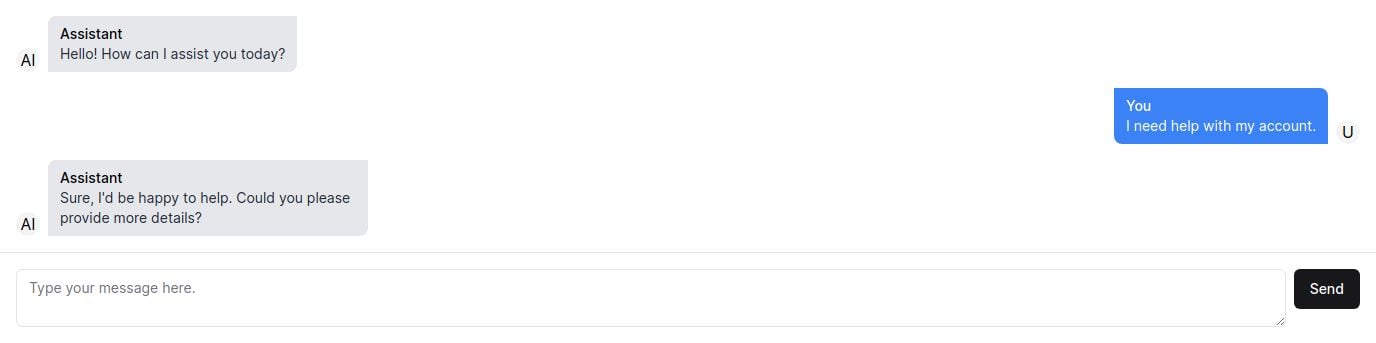 Assistant
AI
Hello! How can I assist you today?
You
I need help with my account.
U
Assistant
Sure, I'd be happy to help. Could you please
provide more details?
AI
Type your message here.
Send